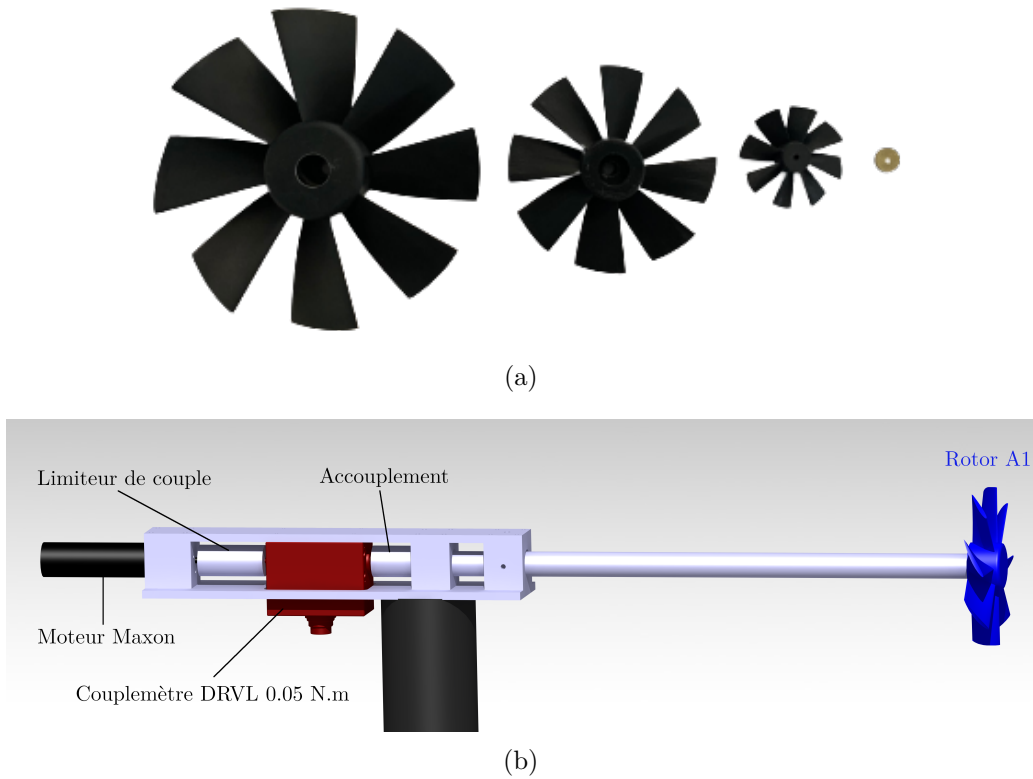 (a)
Rotor A1
Limiteur de couple
Accouplement
Moteur Maxon
Couplemètre DRVL 0.05 N.m
(b)